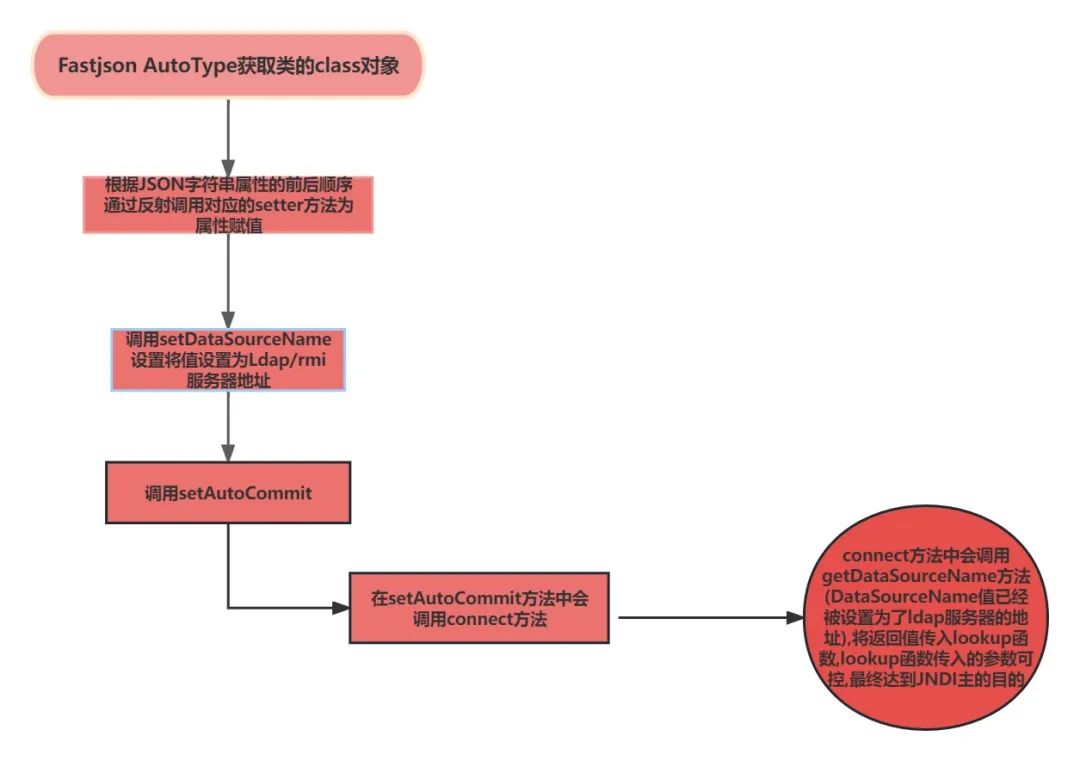 Fastjson AutoType获取类的class对象
根据JSON字符串属性的前后顺序
通过反射调用对应的setter方法为
属性赋值
调用setDataSourceName
设置将值设置为Ldap/rmi
服务器地址
调用setAutoCommit
在setAutoCommit方法中会
调用connect方法
connect方法中会调用
getDataSourceName方法
(DataSourceName值已经
被设置为了ldap服务器的地
址),将返回值传入lookup函
数,lookup函数传入的参数可
控,最终达到JNDI主的目的